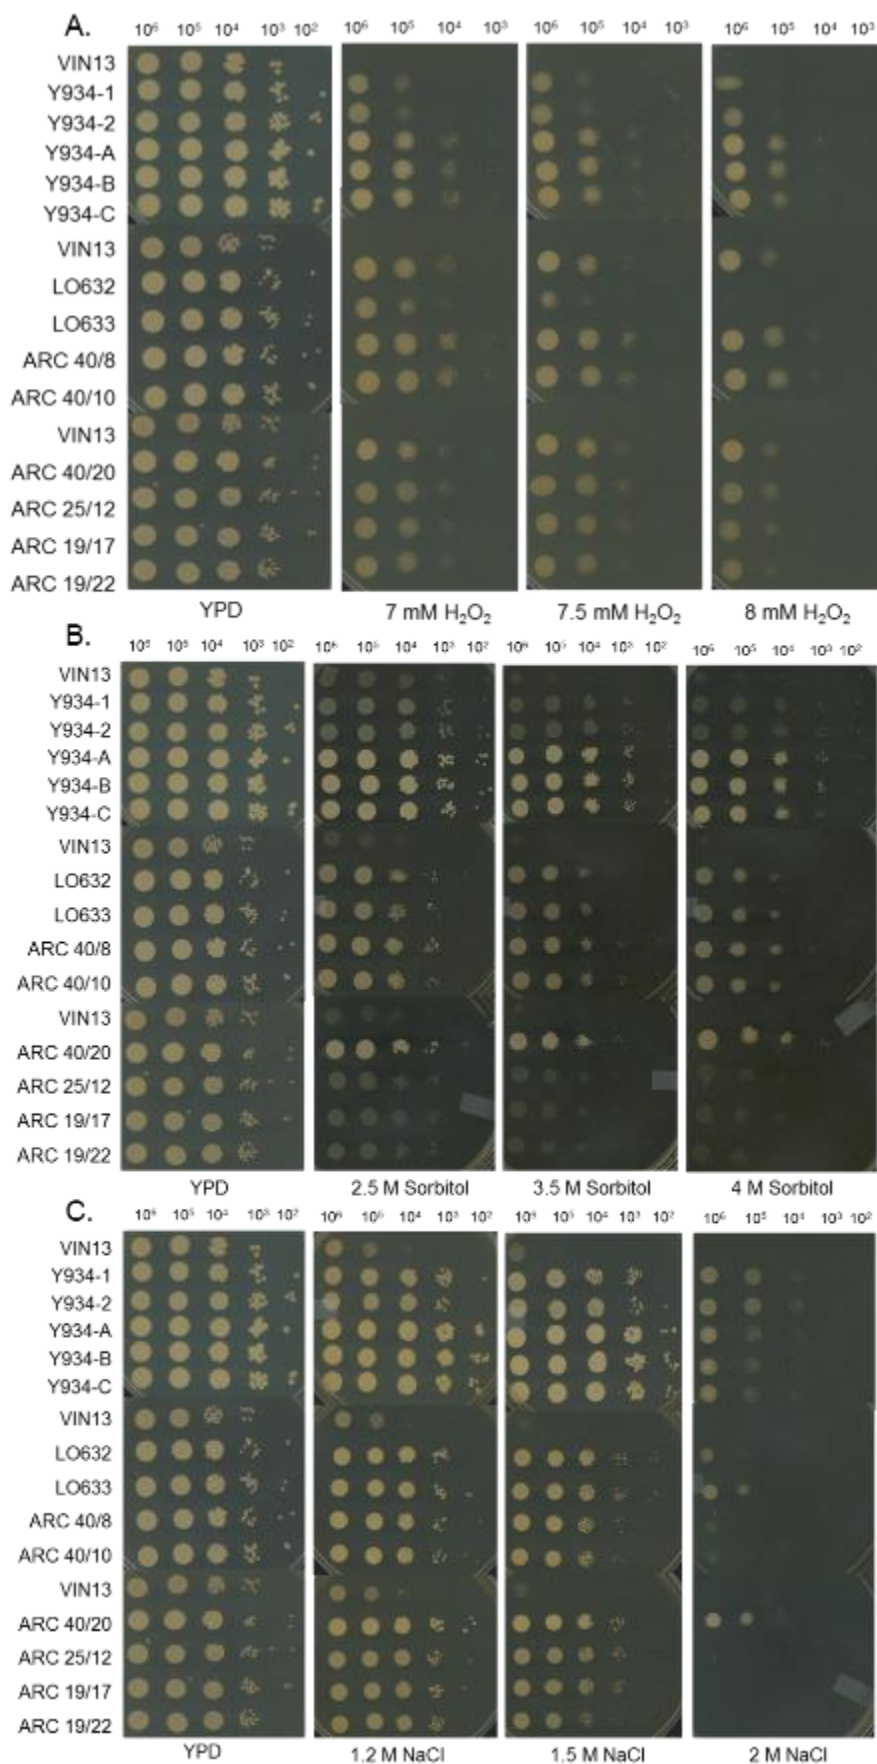 A.
10⁶ 10⁵ 10⁴ 10³ 10² 10⁶ 10⁵ 10⁴ 10³ 10⁶ 10⁵ 10⁴ 10³ 10⁶ 10⁵ 10⁴ 10³
VIN13
Y934-1
Y934-2
Y934-A
Y934-B
Y934-C
VIN13
LO632
LO633
ARC 40/8
ARC 40/10
VIN13
ARC 40/20
ARC 25/12
ARC 19/17
ARC 19/22
YPD 7 mM H₂O₂ 7.5 mM H₂O₂ 8 mM H₂O₂
B.
10⁶ 10⁵ 10⁴ 10³ 10² 10⁶ 10⁵ 10⁴ 10³ 10² 10⁶ 10⁵ 10⁴ 10³ 10² 10⁶ 10⁵ 10⁴ 10³ 10²
VIN13
Y934-1
Y934-2
Y934-A
Y934-B
Y934-C
VIN13
LO632
LO633
ARC 40/8
ARC 40/10
VIN13
ARC 40/20
ARC 25/12
ARC 19/17
ARC 19/22
YPD 2.5 M Sorbitol 3.5 M Sorbitol 4 M Sorbitol
C.
10⁶ 10⁵ 10⁴ 10³ 10² 10⁶ 10⁵ 10⁴ 10³ 10² 10⁶ 10⁵ 10⁴ 10³ 10² 10⁶ 10⁵ 10⁴ 10³ 10²
VIN13
Y934-1
Y934-2
Y934-A
Y934-B
Y934-C
VIN13
LO632
LO633
ARC 40/8
ARC 40/10
VIN13
ARC 40/20
ARC 25/12
ARC 19/17
ARC 19/22
YPD 1.2 M NaCl 1.5 M NaCl 2 M NaCl